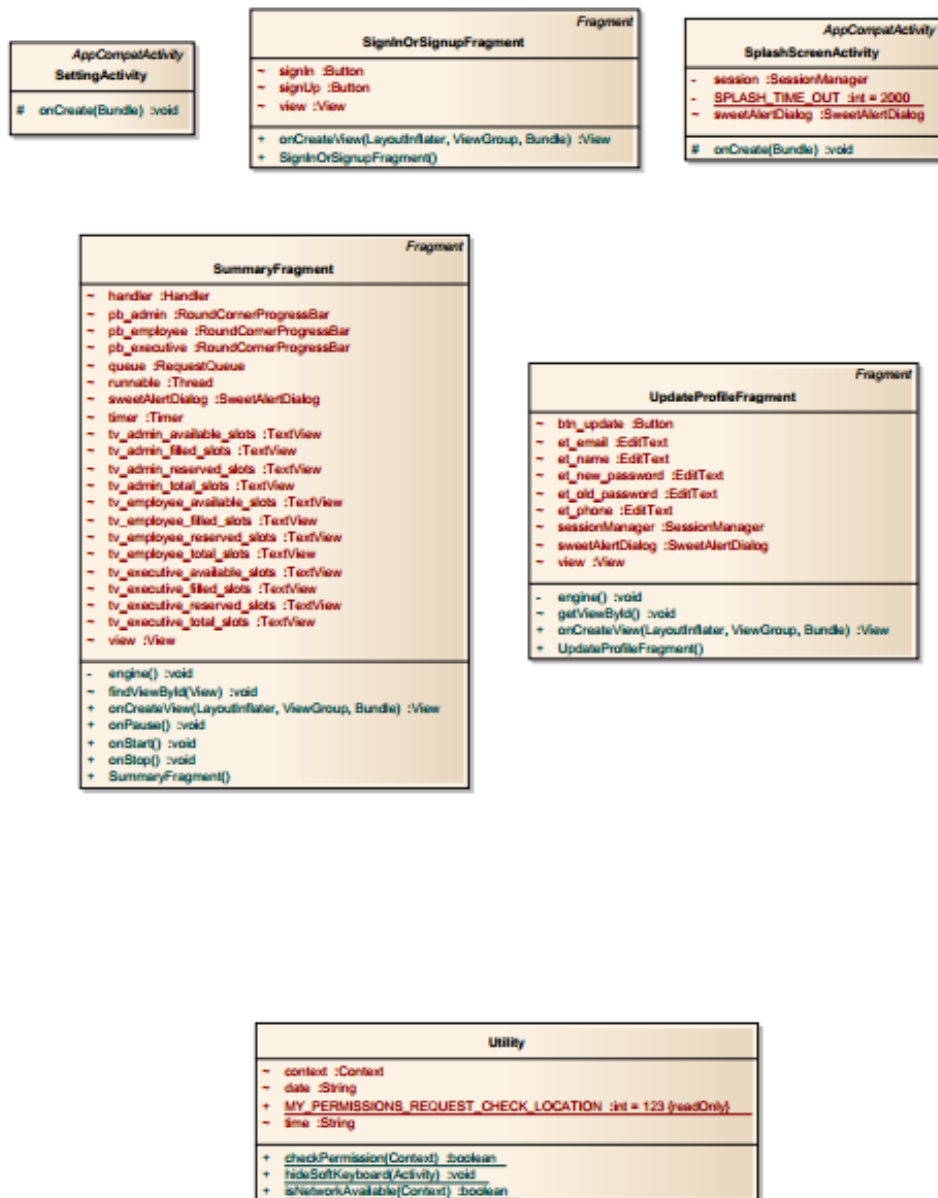 AppCompatActivity
SettingActivity
# onCreate(Bundle) :void
Fragment
SignInOrSignupFragment
~ signIn :Button
~ signUp :Button
~ view :View
+ onCreateView(LayoutInflater, ViewGroup, Bundle) :View
+ SignInOrSignupFragment()
AppCompatActivity
SplashScreenActivity
- session :SessionManager
- SPLASH_TIME_OUT :int = 2000
~ sweetAlertDialog :SweetAlertDialog
# onCreate(Bundle) :void
Fragment
SummaryFragment
~ handler :Handler
~ pb_admin :RoundCornerProgressBar
~ pb_employee :RoundCornerProgressBar
~ pb_executive :RoundCornerProgressBar
~ queue :RequestQueue
~ runnable :Thread
~ sweetAlertDialog :SweetAlertDialog
~ timer :Timer
~ tv_admin_available_slots :TextView
~ tv_admin_filled_slots :TextView
~ tv_admin_reserved_slots :TextView
~ tv_admin_total_slots :TextView
~ tv_employee_available_slots :TextView
~ tv_employee_filled_slots :TextView
~ tv_employee_reserved_slots :TextView
~ tv_employee_total_slots :TextView
~ tv_executive_available_slots :TextView
~ tv_executive_filled_slots :TextView
~ tv_executive_reserved_slots :TextView
~ tv_executive_total_slots :TextView
~ view :View
- engine() :void
~ findViewById(View) :void
+ onCreateView(LayoutInflater, ViewGroup, Bundle) :View
+ onPause() :void
+ onStart() :void
+ onStop() :void
+ SummaryFragment()
Fragment
UpdateProfileFragment
~ btn_update :Button
~ et_email :EditText
~ et_name :EditText
~ et_new_password :EditText
~ et_old_password :EditText
~ et_phone :EditText
~ sessionManager :SessionManager
~ sweetAlertDialog :SweetAlertDialog
~ view :View
- engine() :void
~ getViewById() :void
+ onCreateView(LayoutInflater, ViewGroup, Bundle) :View
+ UpdateProfileFragment()
Utility
~ context :Context
~ date :String
+ MY_PERMISSIONS_REQUEST_CHECK_LOCATION :int = 123 {readOnly}
~ time :String
+ checkPermission(Context) :boolean
+ hideSoftKeyboard(Activity) :void
+ isNetworkAvailable(Context) :boolean